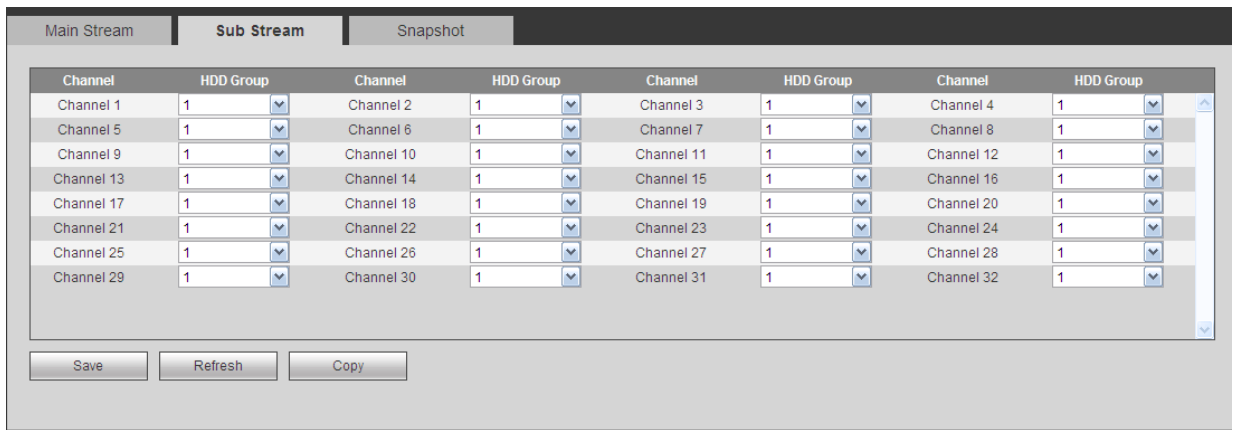 Main Stream Sub Stream Snapshot
Channel HDD Group Channel HDD Group Channel HDD Group Channel HDD Group
Channel 1 1 Channel 2 1 Channel 3 1 Channel 4 1
Channel 5 1 Channel 6 1 Channel 7 1 Channel 8 1
Channel 9 1 Channel 10 1 Channel 11 1 Channel 12 1
Channel 13 1 Channel 14 1 Channel 15 1 Channel 16 1
Channel 17 1 Channel 18 1 Channel 19 1 Channel 20 1
Channel 21 1 Channel 22 1 Channel 23 1 Channel 24 1
Channel 25 1 Channel 26 1 Channel 27 1 Channel 28 1
Channel 29 1 Channel 30 1 Channel 31 1 Channel 32 1
Save Refresh Copy